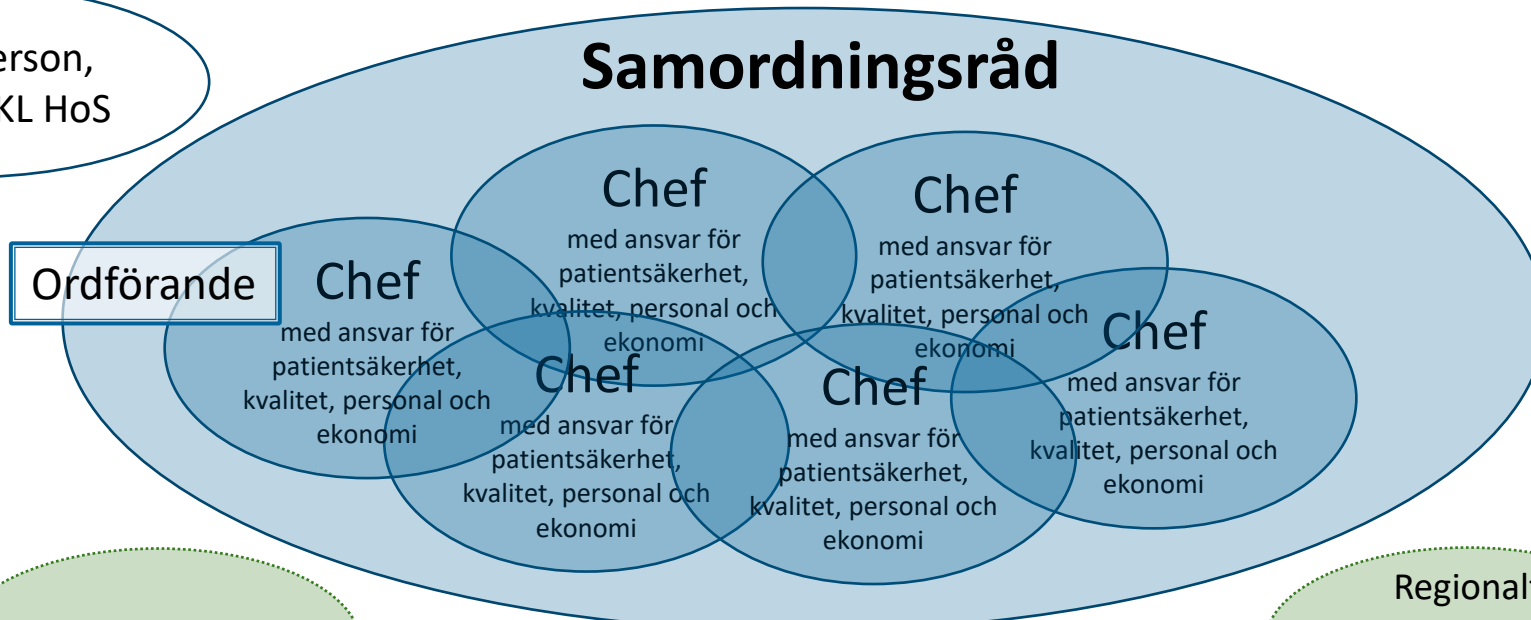 erson,
KL HoS
Samordningsråd
Ordförande
Chef
med ansvar för
patientsäkerhet,
kvalitet, personal och
ekonomi
Chef
med ansvar för
patientsäkerhet,
kvalitet, personal och
ekonomi
Chef
med ansvar för
patientsäkerhet,
kvalitet, personal och
ekonomi
Chef
med ansvar för
patientsäkerhet,
kvalitet, personal och
ekonomi
Chef
med ansvar för
patientsäkerhet,
kvalitet, personal och
ekonomi
Chef
med ansvar för
patientsäkerhet,
kvalitet, personal och
ekonomi
Regionalt